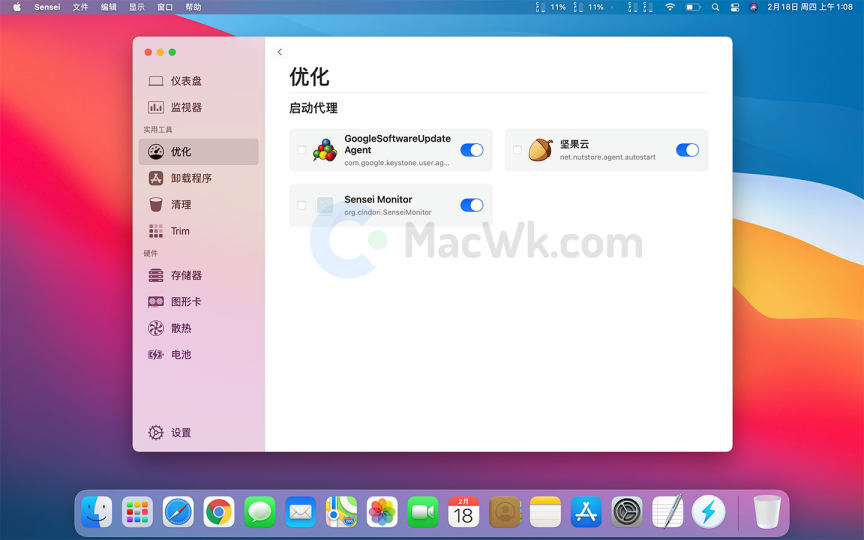 Sensei 文件 编辑 显示 窗口 帮助 11% 11% 2月18日 周四 上午1:08
优化
启动代理
仪表盘
监视器
实用工具
优化
卸载程序
清理
Trim
硬件
存储器
图形卡
散热
电池
设置
GoogleSoftwareUpdate
Agent
com.google.keystone.user.ag...
坚果云
net.nutstore.agent.autostart
Sensei Monitor
org.cindori.SenseiMonitor
MacWk.com
2月
18